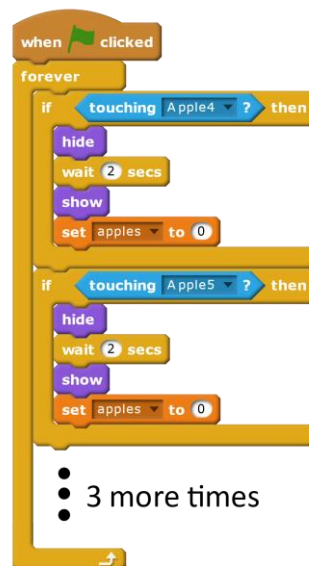 when clicked
forever
if touching Apple4 ? then
hide
wait 2 secs
show
set apples to 0
if touching Apple5 ? then
hide
wait 2 secs
show
set apples to 0
3 more times